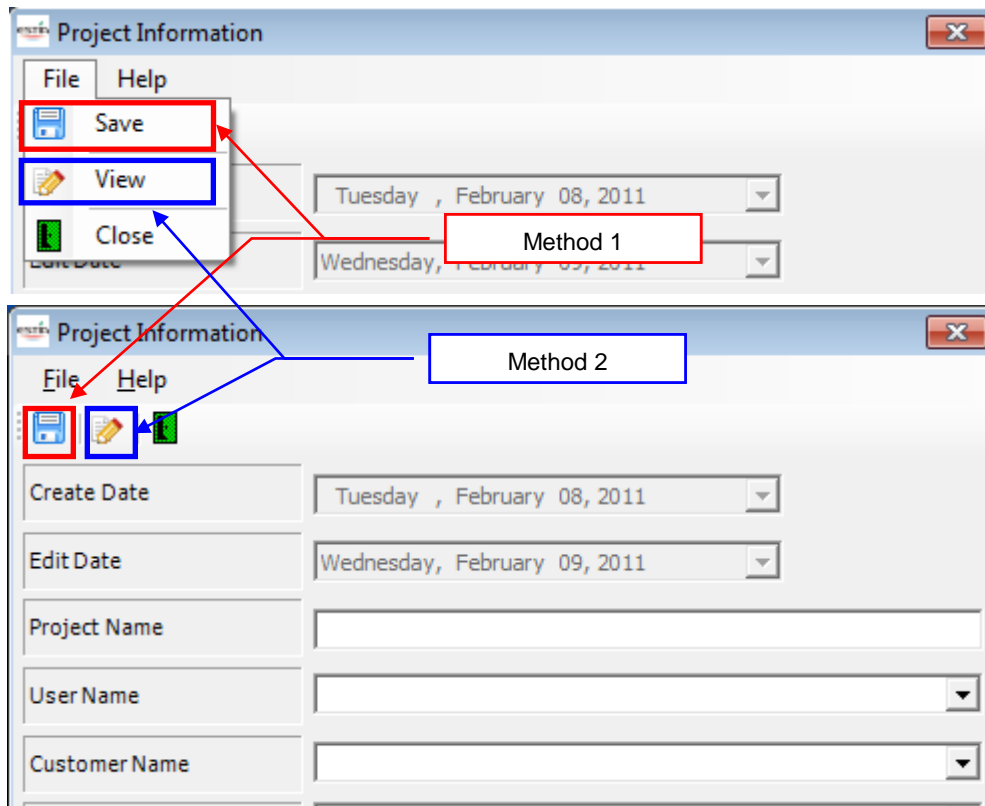 Project Information
File Help
Save
View
Tuesday , February 08, 2011
Close
Method 1
Edit Date
Wednesday, February 09, 2011
Project Information
Method 2
File Help
Create Date
Tuesday , February 08, 2011
Edit Date
Wednesday, February 09, 2011
Project Name
User Name
Customer Name